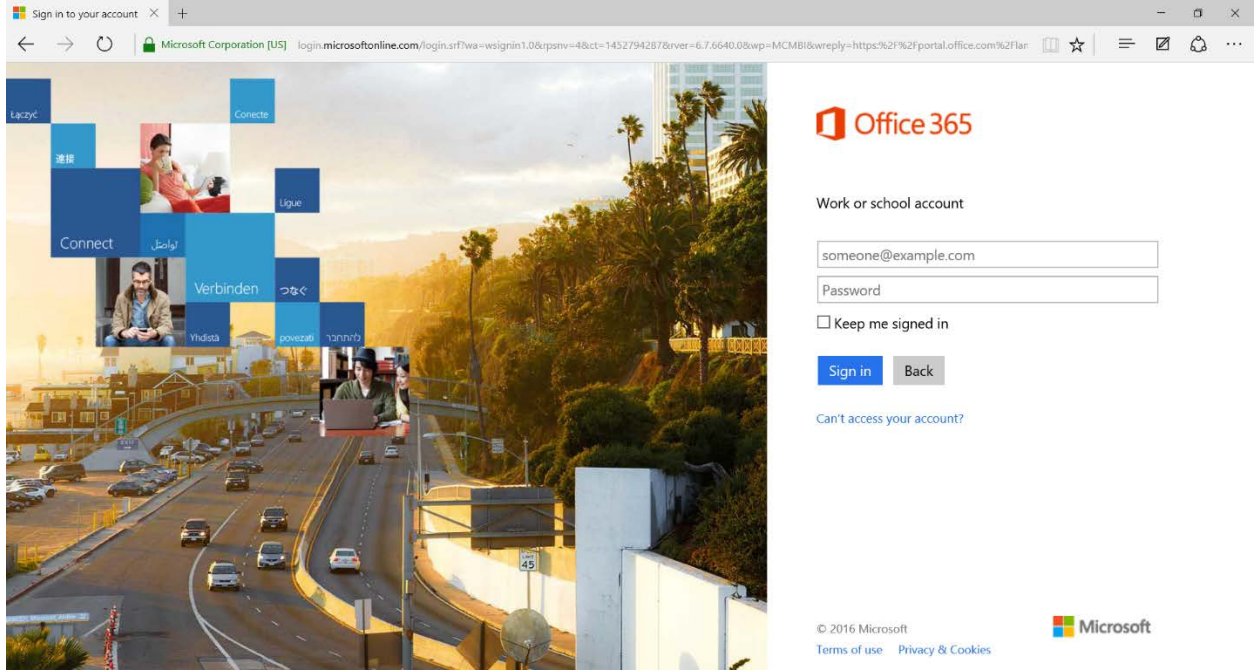 Sign in to your account
Microsoft Corporation [US] login.microsoftonline.com/login.srf?wa=wsignin1.0&rpsnv=4&ct=1452794287&rver=6.7.6640.0&wp=MCMBI&wreply=https:%2F%2Fportal.office.com%2Flan
Łączyć
Conecte
連接
Ligue
Connect
تواصل
Verbinden
つなぐ
Yhdistä
povezati
להתחבר
EXIT
LIMIT
45
Office 365
Work or school account
someone@example.com
Password
Keep me signed in
Sign in
Back
Can't access your account?
© 2016 Microsoft
Terms of use
Privacy & Cookies
Microsoft